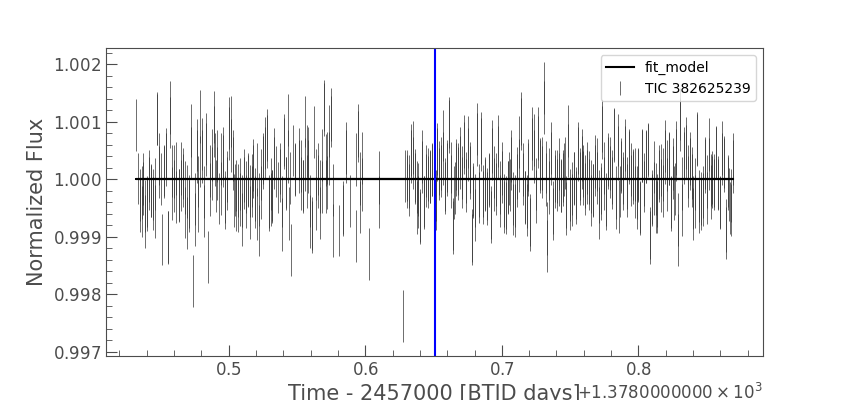 1.002
1.001
1.000
0.999
0.998
0.997
Normalized Flux
fit_model
TIC 382625239
0.5 0.6 0.7 0.8
Time - 2457000 [BTJD days]
+1.3780000000 × 10³